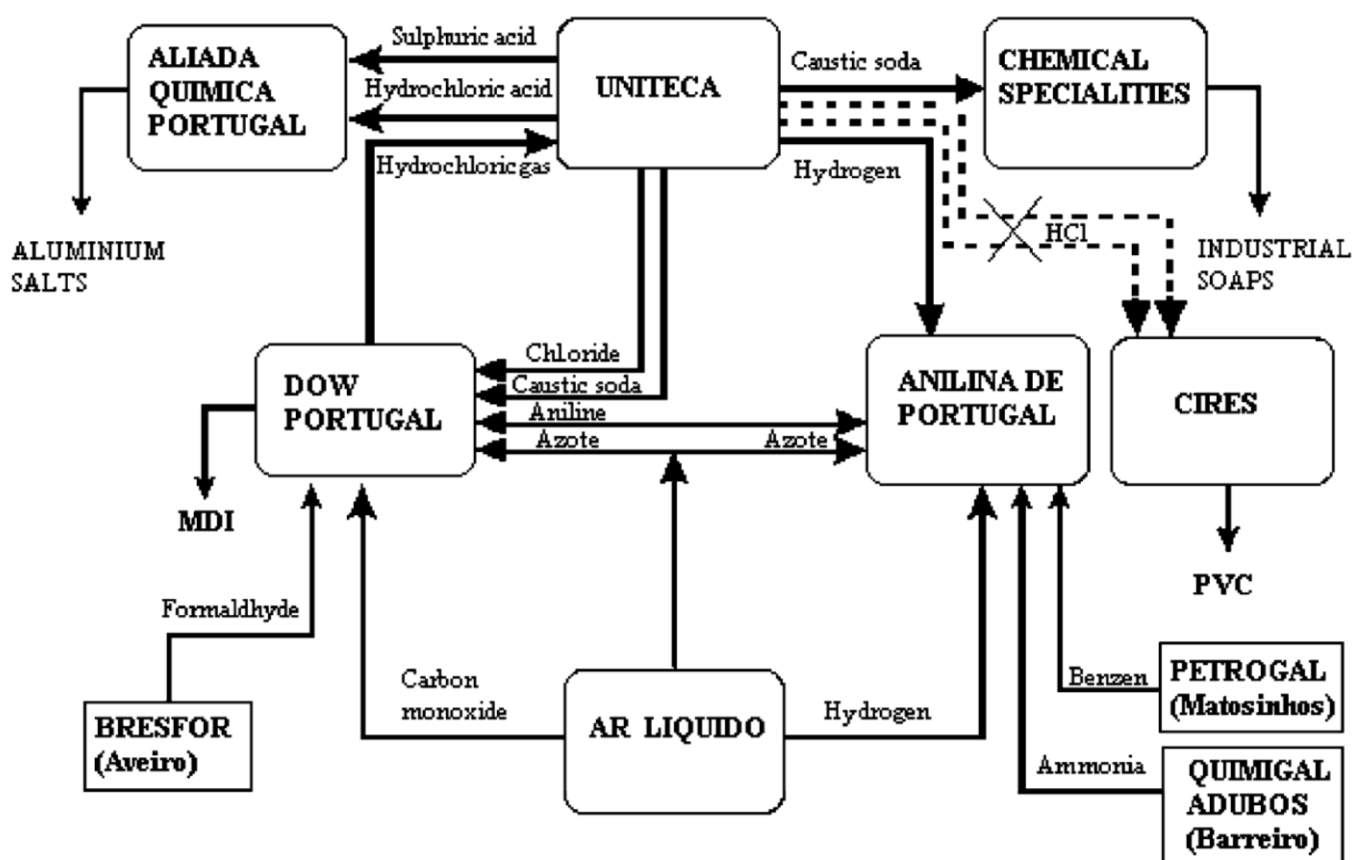 ALIADA
QUIMICA
PORTUGAL
Sulphuric acid
Hydrochloric acid
Hydrochloric gas
UNITECA
Caustic soda
Hydrogen
CHEMICAL
SPECIALITIES
HCl
ALUMINIUM
SALTS
INDUSTRIAL
SOAPS
DOW
PORTUGAL
Chloride
Caustic soda
Aniline
Azote
Azote
ANILINA DE
PORTUGAL
CIRES
MDI
PVC
Formaldhyde
BRESFOR
(Aveiro)
Carbon
monoxide
AR LIQUIDO
Hydrogen
Benzen
PETROGAL
(Matosinhos)
Ammonia
QUIMIGAL
ADUBOS
(Barreiro)